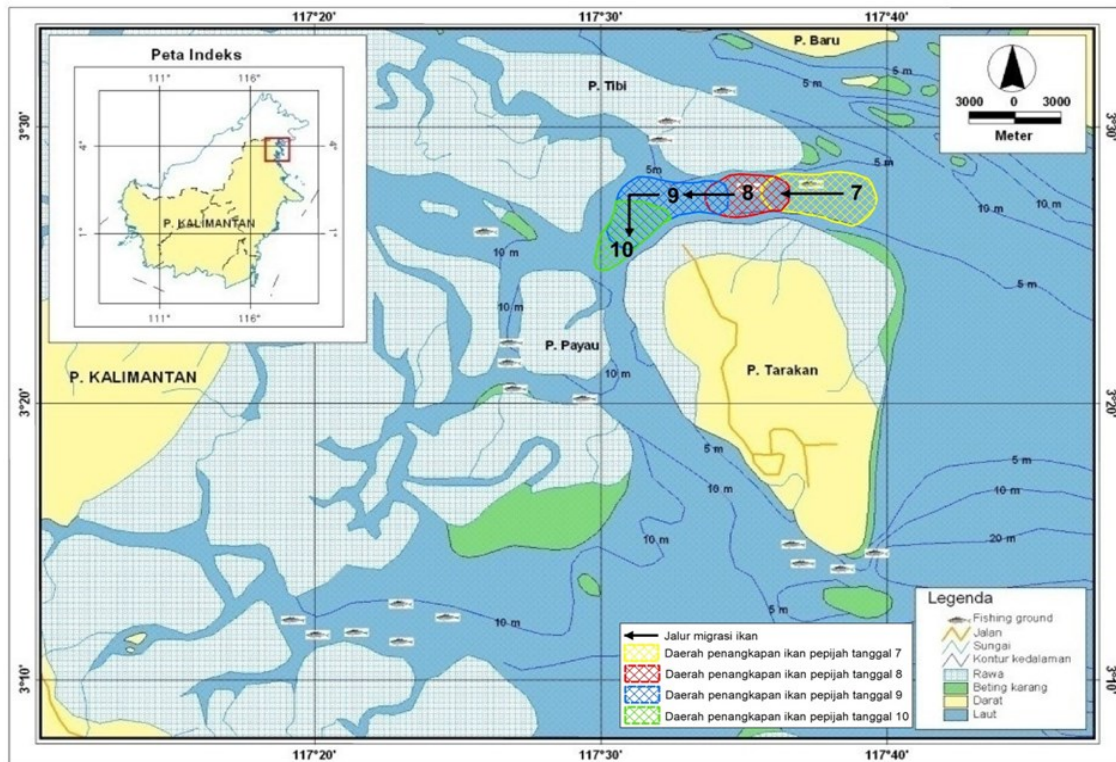 117°20' 117°30' 117°40'
Peta Indeks
111° 116°
4° 4°
P. KALIMANTAN
1° 1°
111° 116°
P. Baru
5 m
3000 0 3000
Meter
P. Tibi
3°30' 3°30'
5m
5 m
10 m
10 m
9 8 7
10
10 m
5 m
10 m
P. Payau
10 m
P. KALIMANTAN
P. Tarakan
3°20' 3°20'
5 m
10 m
5 m
10 m
20 m
10 m
5 m
10 m
Legenda
Fishing ground
Jalan
Sungai
Kontur kedalaman
Rawa
Beting karang
Darat
Laut
Jalur migrasi ikan
Daerah penangkapan ikan pepijah tanggal 7
Daerah penangkapan ikan pepijah tanggal 8
Daerah penangkapan ikan pepijah tanggal 9
Daerah penangkapan ikan pepijah tanggal 10
3°10' 3°10'
117°20' 117°30' 117°40'